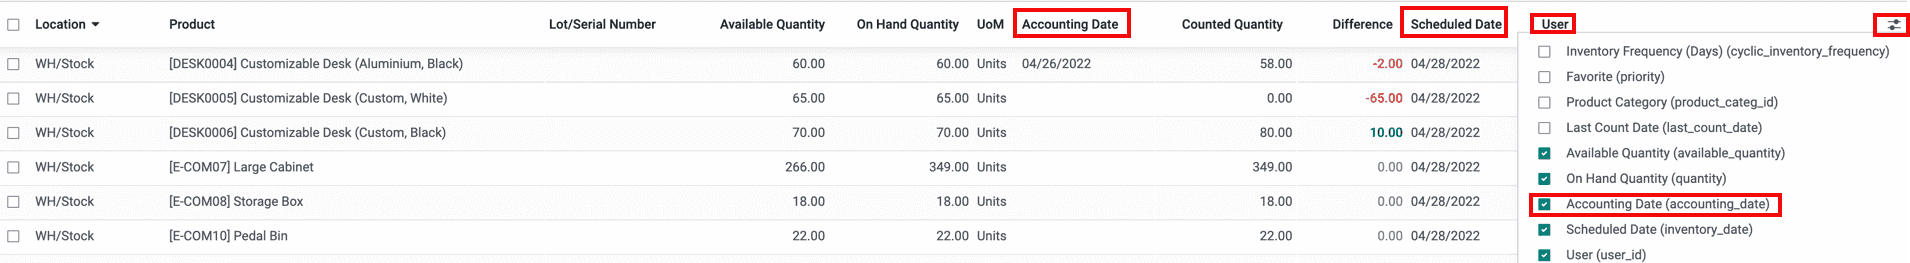 Location Product Lot/Serial Number Available Quantity On Hand Quantity UoM Accounting Date Counted Quantity Difference Scheduled Date User
WH/Stock [DESK0004] Customizable Desk (Aluminium, Black) 60.00 60.00 Units 04/26/2022 58.00 -2.00 04/28/2022
WH/Stock [DESK0005] Customizable Desk (Custom, White) 65.00 65.00 Units 0.00 -65.00 04/28/2022
WH/Stock [DESK0006] Customizable Desk (Custom, Black) 70.00 70.00 Units 80.00 10.00 04/28/2022
WH/Stock [E-COM07] Large Cabinet 266.00 349.00 Units 349.00 0.00 04/28/2022
WH/Stock [E-COM08] Storage Box 18.00 18.00 Units 18.00 0.00 04/28/2022
WH/Stock [E-COM10] Pedal Bin 22.00 22.00 Units 22.00 0.00 04/28/2022
Inventory Frequency (Days) (cyclic_inventory_frequency)
Favorite (priority)
Product Category (product_categ_id)
Last Count Date (last_count_date)
Available Quantity (available_quantity)
On Hand Quantity (quantity)
Accounting Date (accounting_date)
Scheduled Date (inventory_date)
User (user_id)